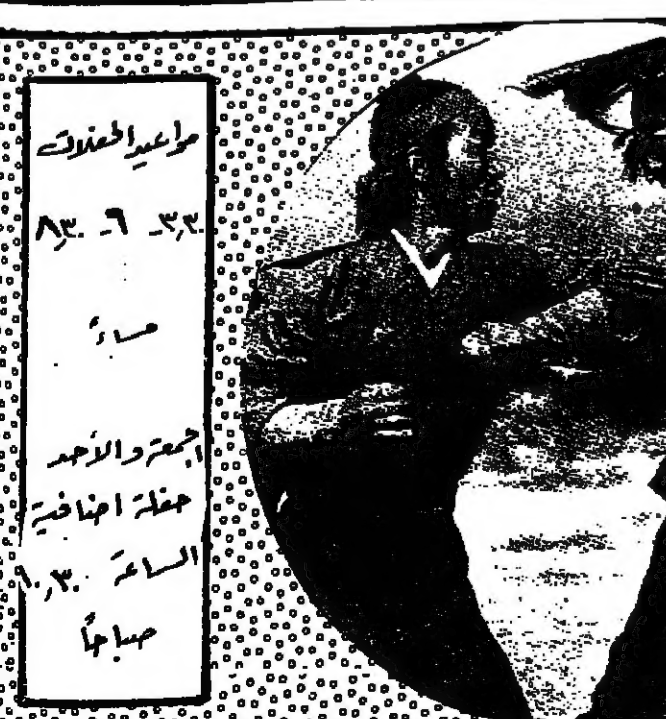 مواعيد الحفلات
٣,٣٠ - ٦ - ٨,٣٠
مساءً
الجمعة والأحد
حفلة اضافية
الساعة ١٠,٣٠
صباحاً